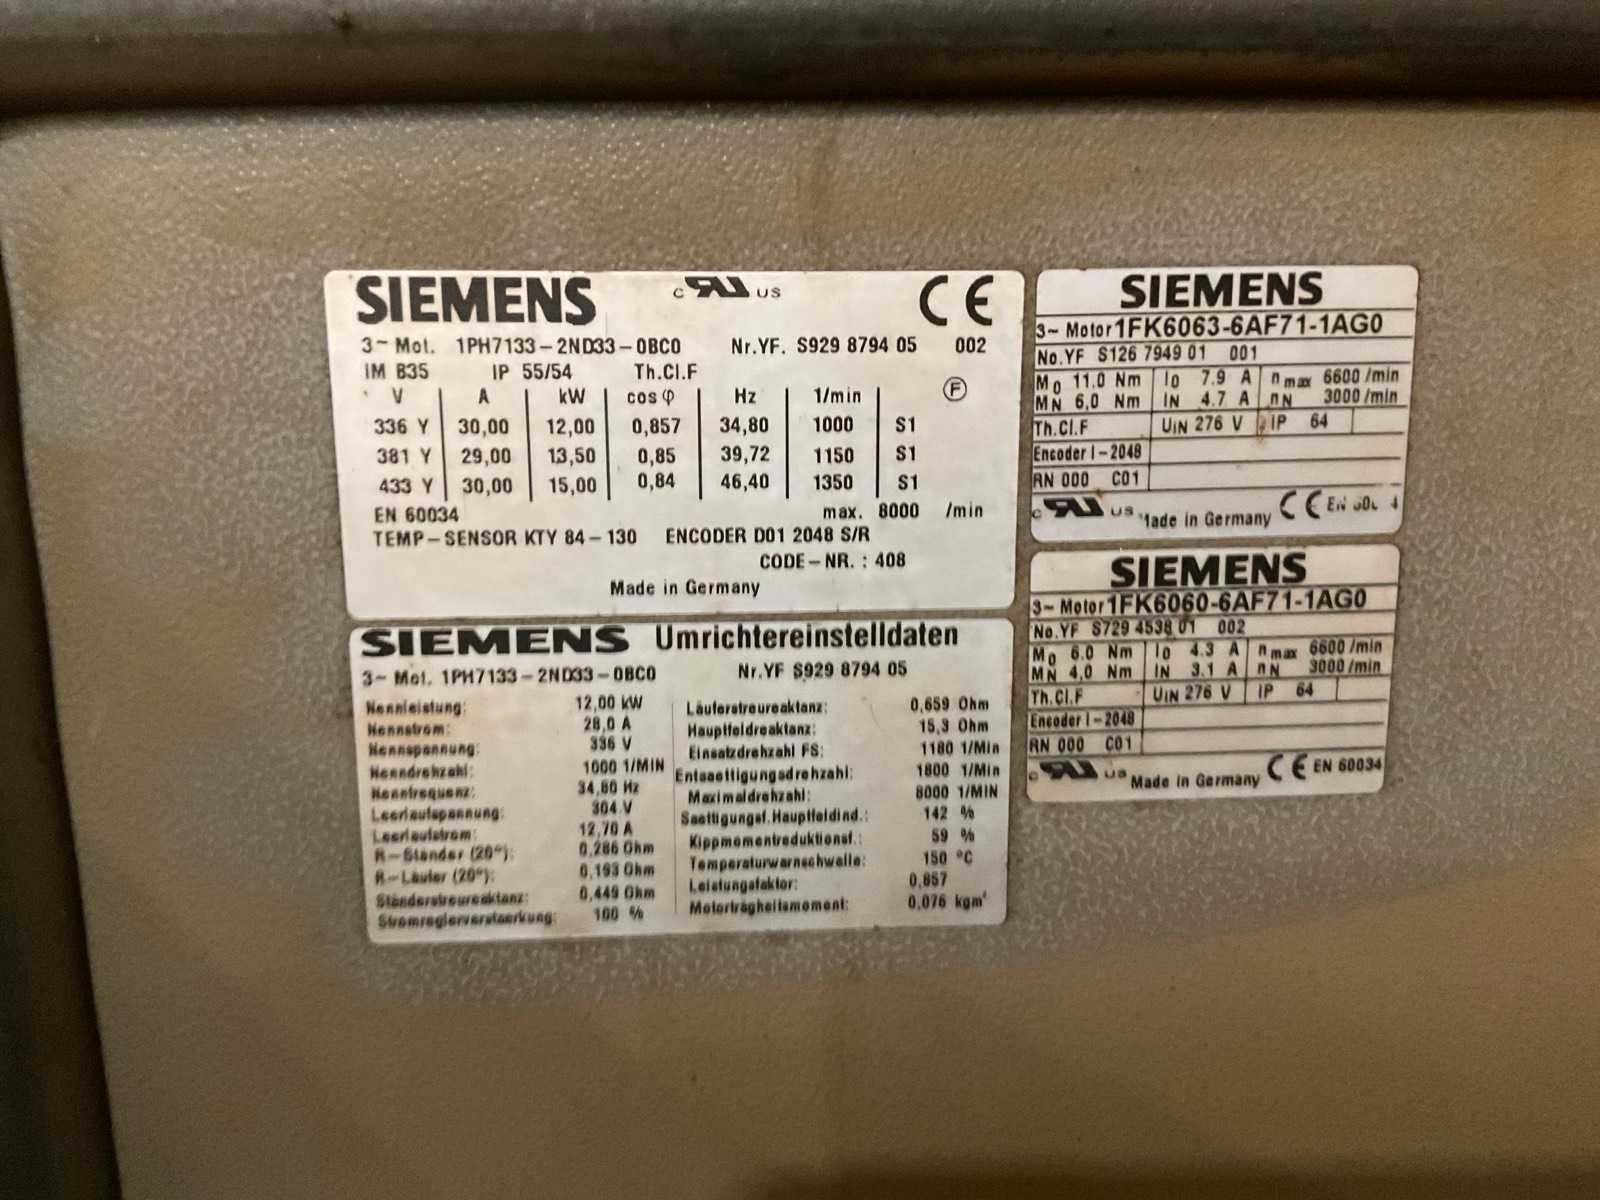 SIEMENS
c RU US
CE
3~ Mot. 1PH7133-2ND33-0BC0 Nr.YF. S929 8794 05 002
IM B35 IP 55/54 Th.Cl.F
V A kW cos φ Hz 1/min F
336 Y 30,00 12,00 0,857 34,80 1000 S1
381 Y 29,00 13,50 0,85 39,72 1150 S1
433 Y 30,00 15,00 0,84 46,40 1350 S1
EN 60034 max. 8000 /min
TEMP-SENSOR KTY 84-130 ENCODER D01 2048 S/R
CODE-NR. : 408
Made in Germany
SIEMENS Umrichtereinstelldaten
3~ Mot. 1PH7133-2ND33-0BC0 Nr.YF S929 8794 05
Nennleistung: 12,00 kW
Nennstrom: 28,0 A
Nennspannung: 336 V
Nenndrehzahl: 1000 1/MIN
Nennfrequenz: 34,80 Hz
Leerlaufspannung: 304 V
Leerlaufstrom: 12,70 A
R-Ständer (20°): 0,286 Ohm
R-Läufer (20°): 0,193 Ohm
Ständerstreureaktanz: 0,449 Ohm
Stromreglerverstaerkung: 100 %
Läuferstreureaktanz: 0,659 Ohm
Hauptfeldreaktanz: 15,3 Ohm
Einsatzdrehzahl FS: 1180 1/Min
Entsaettigungsdrehzahl: 1800 1/Min
Maximaldrehzahl: 8000 1/MIN
Saettigungsf.Hauptfeldind.: 142 %
Kippmomentreduktionsf.: 59 %
Temperaturwarnschwelle: 150 °C
Leistungsfaktor: 0,857
Motorträgheitsmoment: 0,076 kgm²
SIEMENS
3~ Motor 1FK6063-6AF71-1AG0
No.YF S126 7949 01 001
M0 11.0 Nm I0 7.9 A nmax 6600 /min
MN 6,0 Nm IN 4.7 A nN 3000 /min
Th.Cl.F UIN 276 V IP 64
Encoder I-2048
RN 000 C01
c RU US Made in Germany CE EN
SIEMENS
3~ Motor 1FK6060-6AF71-1AG0
No.YF S729 4538 01 002
M0 6.0 Nm I0 4.3 A nmax 6600 /min
MN 4,0 Nm IN 3.1 A nN 3000 /min
Th.Cl.F UIN 276 V IP 64
Encoder I-2048
RN 000 C01
c RU us Made in Germany CE EN 60034